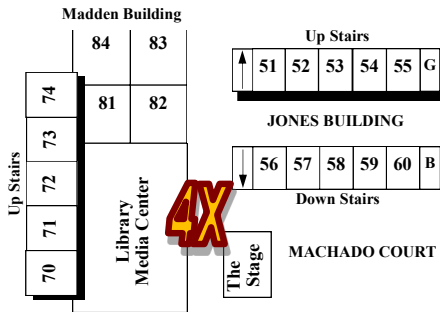 Madden Building
84 83
81 82
74
73
72
71
70
Up Stairs
Library
Media Center
4X
Up Stairs
51 52 53 54 55 G
JONES BUILDING
56 57 58 59 60 B
Down Stairs
The
Stage
MACHADO COURT